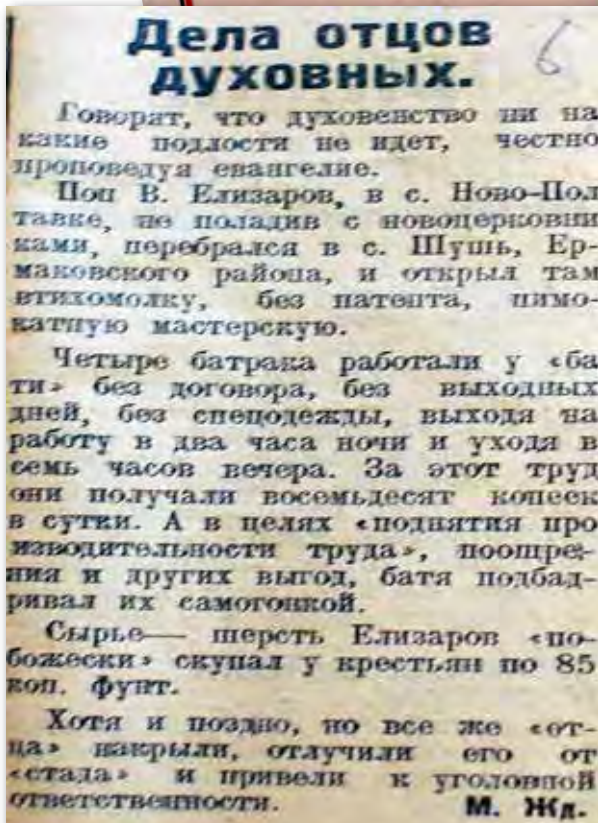 Дела отцов
духовных.
6
Говорят, что духовенство ни на
какие подлости не идет, честно
проповедуя евангелие.
Поп В. Елизаров, в с. Ново-Пол
тавке, не поладив с новоцерковни
ками, перебрался в с. Шушь, Ер-
маковского района, и открыл там
втихомолку, без патента, пимо-
катную мастерскую.
Четыре батрака работали у «ба
ти» без договора, без выходных
дней, без спецодежды, выходя на
работу в два часа ночи и уходя в
семь часов вечера. За этот труд
они получали восемьдесят копеек
в сутки. А в целях «поднятия про
изводительности труда», поощре-
ния и других выгод, батя подбад-
ривал их самогонкой.
Сырье— шерсть Елизаров «по-
божески» скупал у крестьян по 85
коп. фунт.
Хотя и поздно, но все же «от-
ца» накрыли, отлучили его от
«стада» и привели к уголовной
ответственности.
М. Жд.